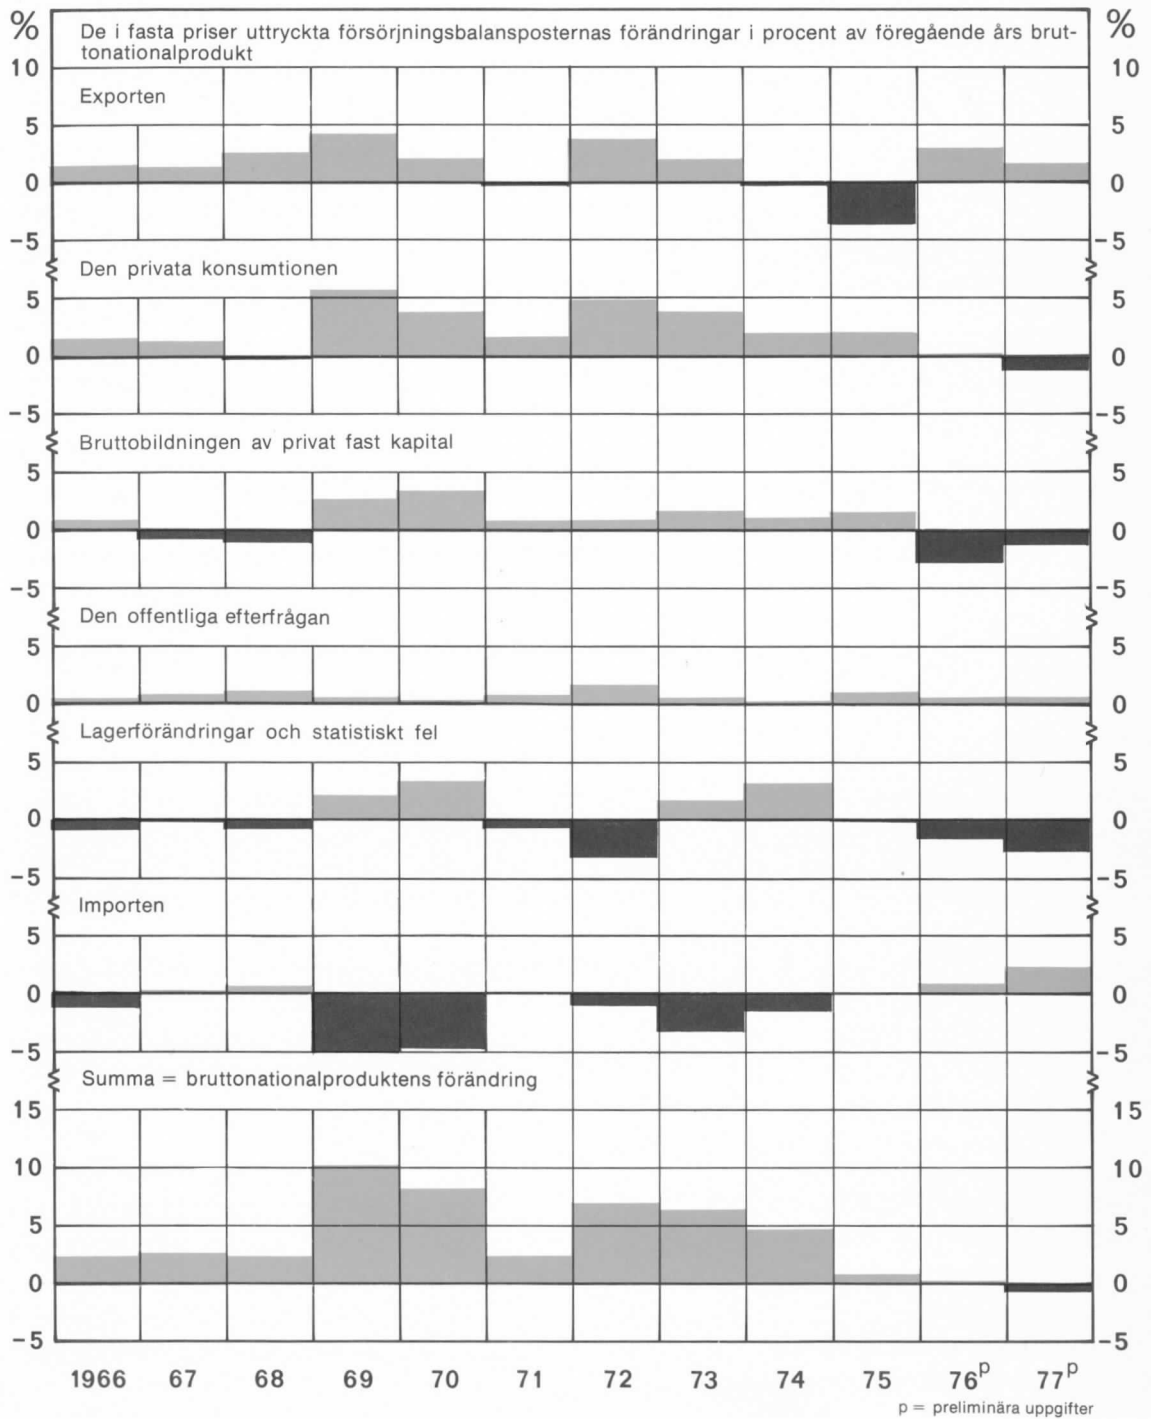 % %
De i fasta priser uttryckta försörjningsbalansposternas förändringar i procent av föregående års brut-
tonationalprodukt
10 10
Exporten
5 5
0 0
-5 -5
Den privata konsumtionen
5 5
0 0
-5 -5
Bruttobildningen av privat fast kapital
5 5
0 0
-5 -5
Den offentliga efterfrågan
5 5
0 0
Lagerförändringar och statistiskt fel
5 5
0 0
-5 -5
Importen
5 5
0 0
-5 -5
Summa = bruttonationalproduktens förändring
15 15
10 10
5 5
0 0
-5 -5
1966 67 68 69 70 71 72 73 74 75 76p 77p
p = preliminära uppgifter